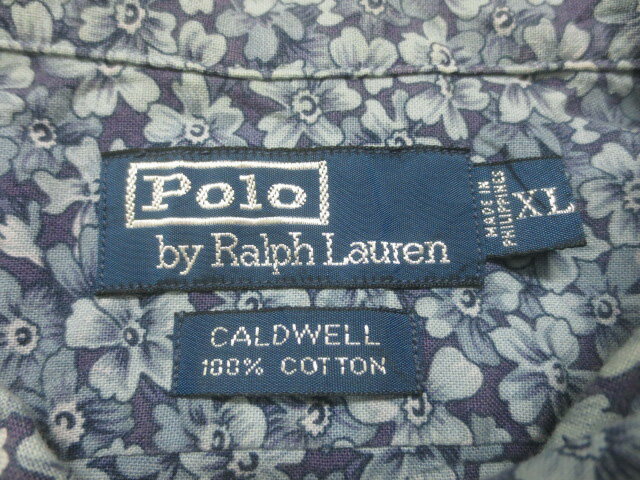 Polo
by Ralph Lauren
MADE IN
PHILIPPINES
XL
CALDWELL
100% COTTON